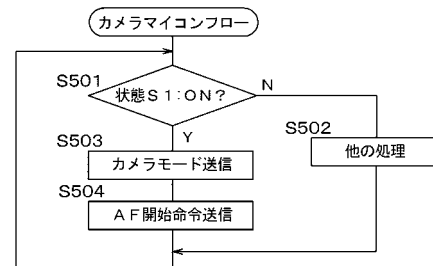 カメラマイコンフロー
S501
状態S1:ON?
N
Y
S502
他の処理
S503
カメラモード送信
S504
AF開始命令送信